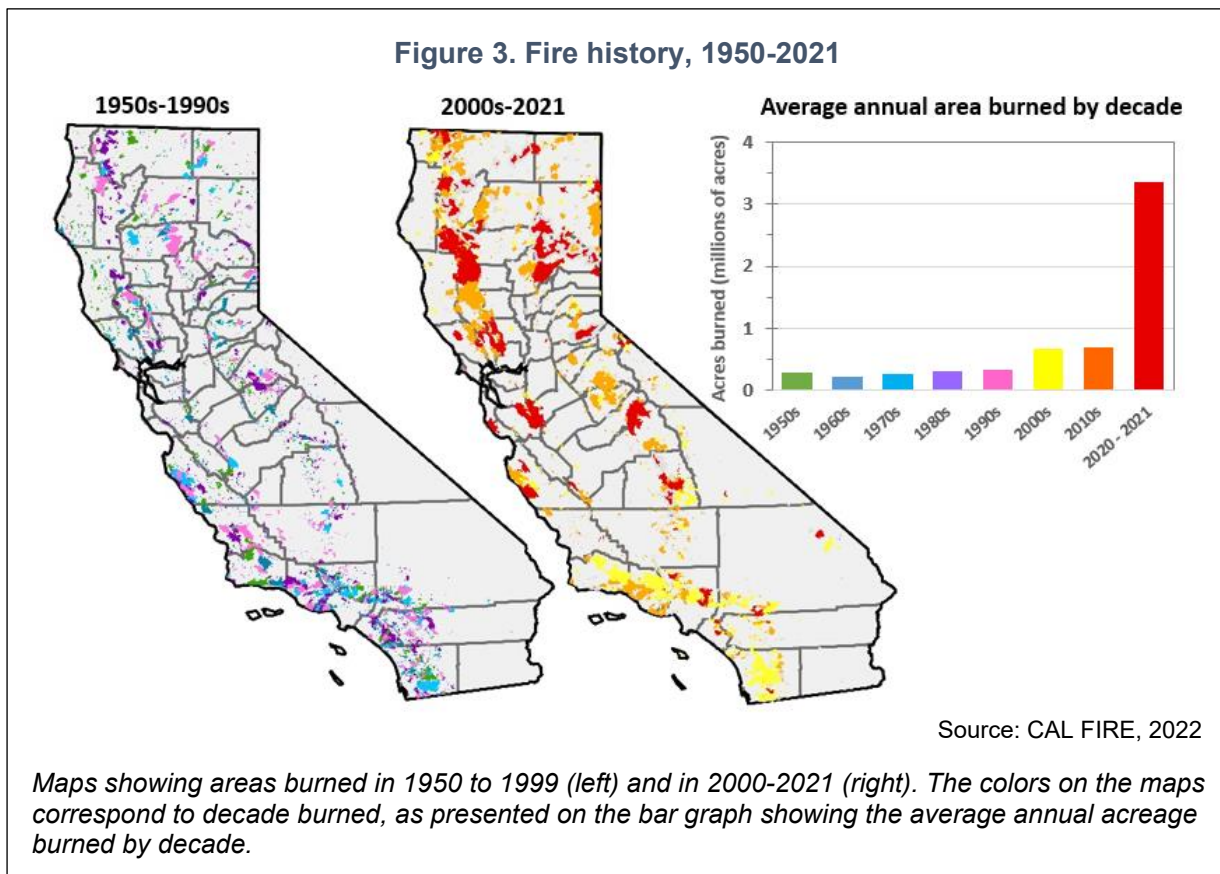 Figure 3. Fire history, 1950-2021
1950s-1990s
2000s-2021
Average annual area burned by decade
Acres burned (millions of acres)
4
3
2
1
0
1950s
1960s
1970s
1980s
1990s
2000s
2010s
2020 - 2021
Source: CAL FIRE, 2022
Maps showing areas burned in 1950 to 1999 (left) and in 2000-2021 (right). The colors on the maps
correspond to decade burned, as presented on the bar graph showing the average annual acreage
burned by decade.